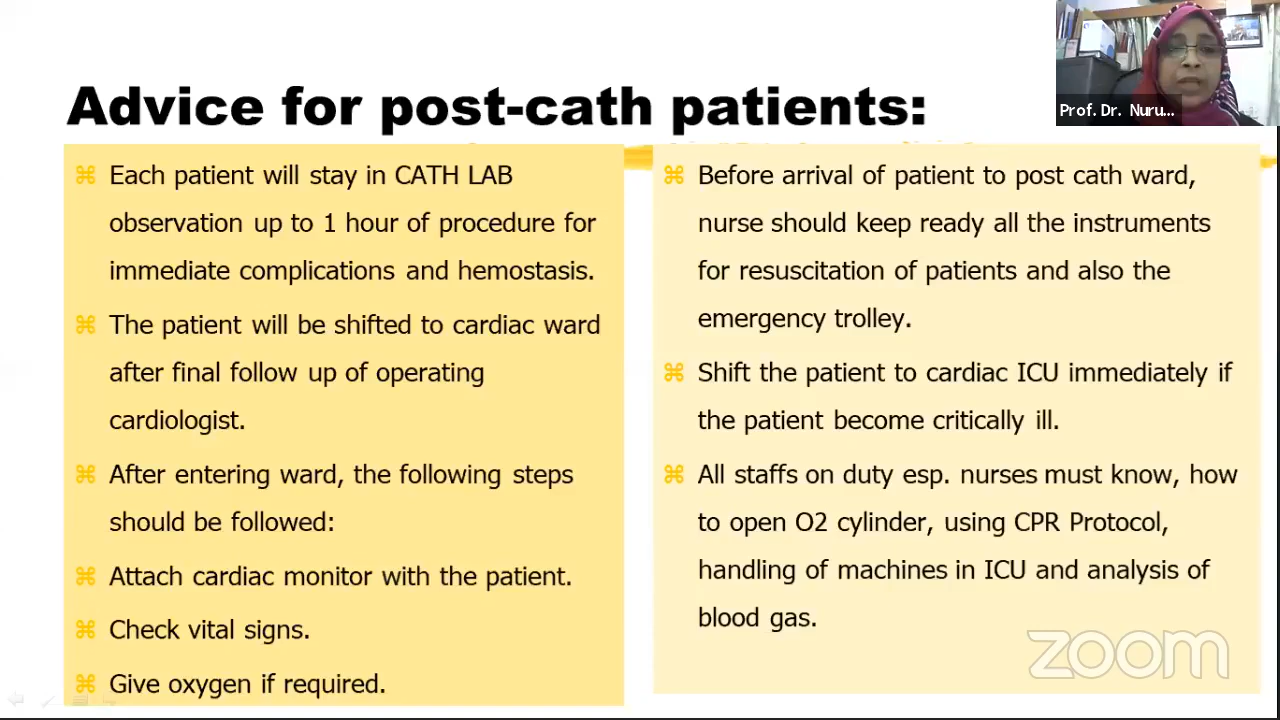 Advice for post-cath patients:
Each patient will stay in CATH LAB
observation up to 1 hour of procedure for
immediate complications and hemostasis.
The patient will be shifted to cardiac ward
after final follow up of operating
cardiologist.
After entering ward, the following steps
should be followed:
Attach cardiac monitor with the patient.
Check vital signs.
Give oxygen if required.
Before arrival of patient to post cath ward,
nurse should keep ready all the instruments
for resuscitation of patients and also the
emergency trolley.
Shift the patient to cardiac ICU immediately if
the patient become critically ill.
All staffs on duty esp. nurses must know, how
to open O2 cylinder, using CPR Protocol,
handling of machines in ICU and analysis of
blood gas.
Prof. Dr. Nuru...
zoom